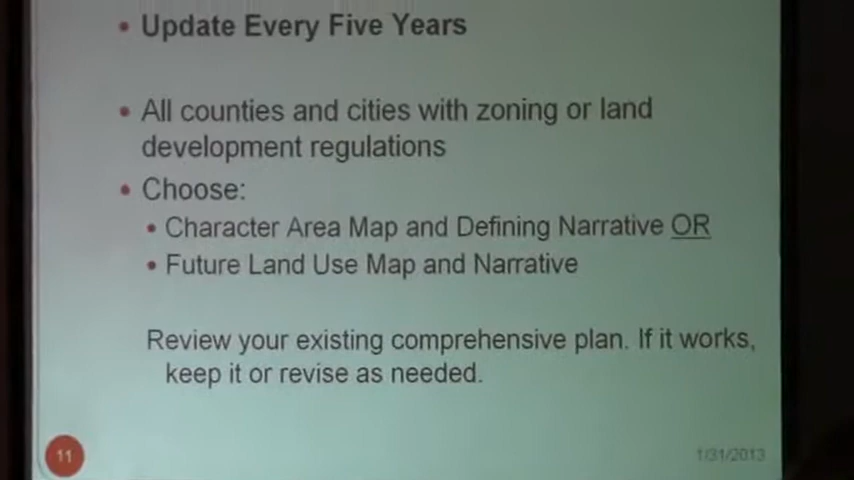 • Update Every Five Years
• All counties and cities with zoning or land
development regulations
• Choose:
• Character Area Map and Defining Narrative OR
• Future Land Use Map and Narrative
Review your existing comprehensive plan. If it works,
keep it or revise as needed.
11
1/31/2013